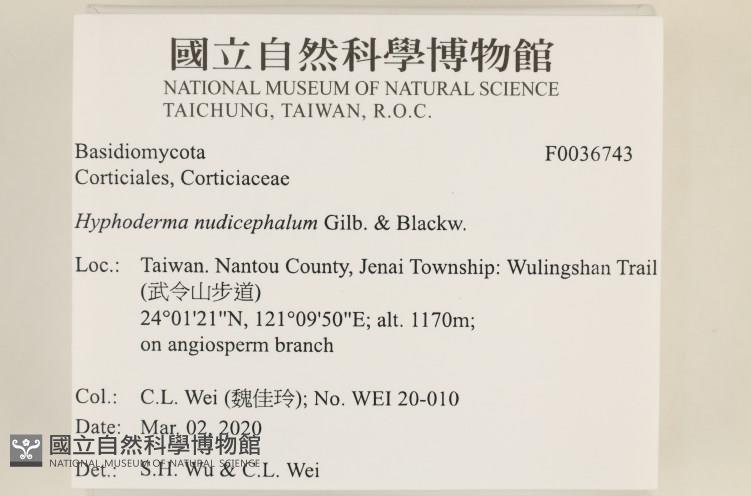 國立自然科學博物館
NATIONAL MUSEUM OF NATURAL SCIENCE
TAICHUNG, TAIWAN, R.O.C.
Basidiomycota F0036743
Corticiales, Corticiaceae
Hyphoderma nudicephalum Gilb. & Blackw.
Loc.: Taiwan. Nantou County, Jenai Township: Wulingshan Trail
(武令山步道)
24°01'21"N, 121°09'50"E; alt. 1170m;
on angiosperm branch
Col.: C.L. Wei (魏佳玲); No. WEI 20-010
Date: Mar. 02, 2020
國立自然科學博物館
NATIONAL MUSEUM OF NATURAL SCIENCE
Det.: S.H. Wu & C.L. Wei